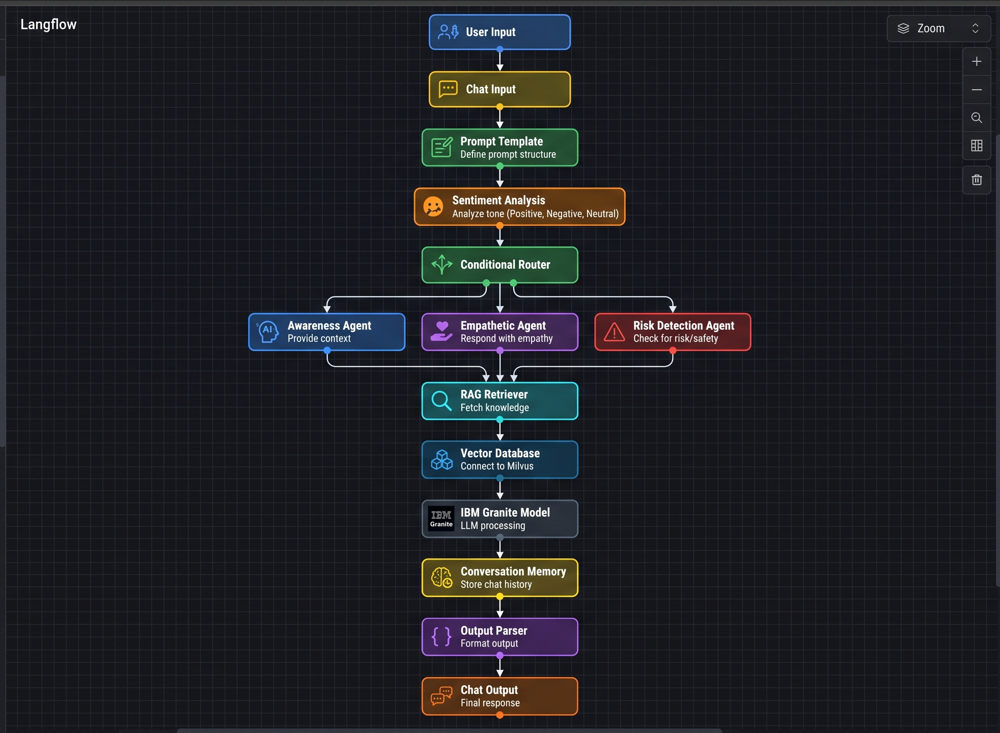 Langflow
Zoom
User Input
Chat Input
Prompt Template
Define prompt structure
Sentiment Analysis
Analyze tone (Positive, Negative, Neutral)
Conditional Router
AI
Awareness Agent
Provide context
Empathetic Agent
Respond with empathy
Risk Detection Agent
Check for risk/safety
RAG Retriever
Fetch knowledge
Vector Database
Connect to Milvus
IBM
Granite
IBM Granite Model
LLM processing
Conversation Memory
Store chat history
{ }
Output Parser
Format output
Chat Output
Final response